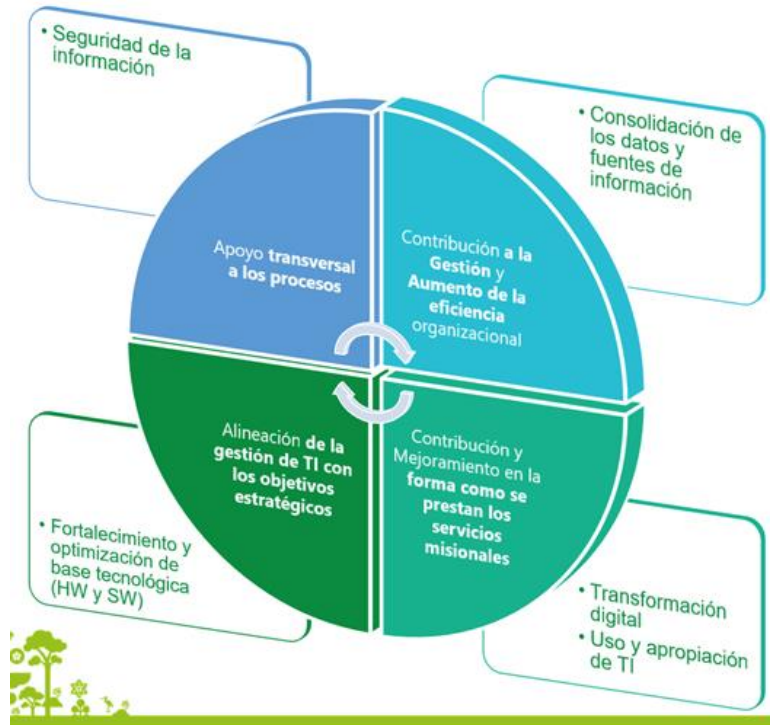 • Seguridad de la
información
• Consolidación de
los datos y
fuentes de
información
Apoyo transversal
a los procesos
Contribución a la
Gestión y
Aumento de la
eficiencia
organizacional
Alineación de la
gestión de TI con
los objetivos
estratégicos
Contribución y
Mejoramiento en la
forma como se
prestan los
servicios
misionales
• Fortalecimiento y
optimización de
base tecnológica
(HW y SW)
• Transformación
digital
• Uso y apropiación
de TI